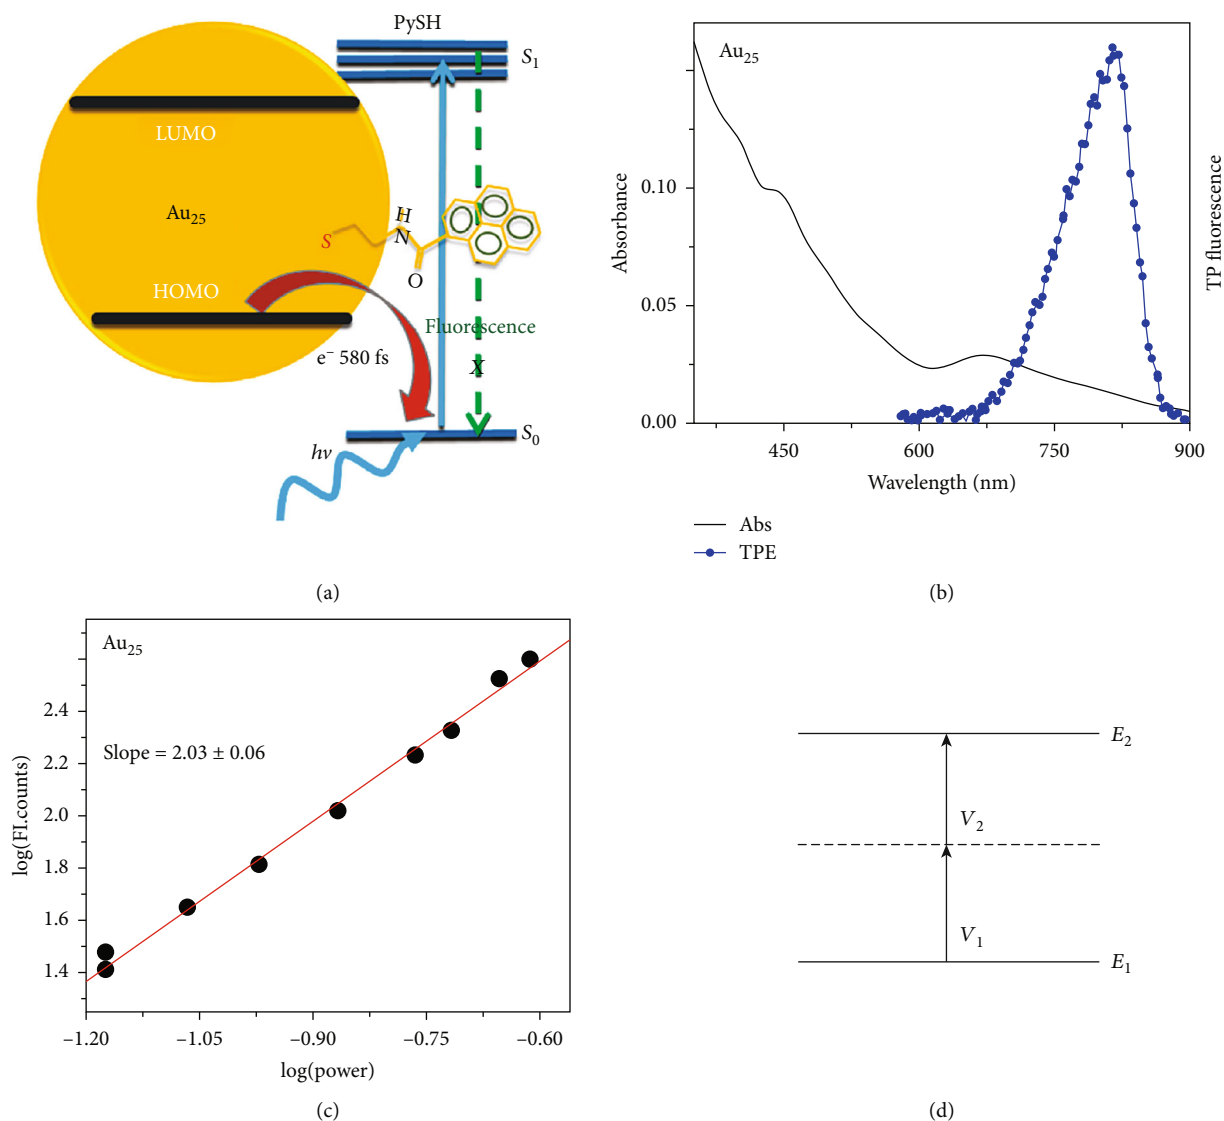 PySH
S₁
LUMO
Au₂₅
S
H
N
O
HOMO
Fluorescence
e⁻ 580 fs
X
S₀
hν
(a)
Au₂₅
Absorbance
0.10
0.05
0.00
450
600
750
900
Wavelength (nm)
TP fluorescence
Abs
TPE
(b)
Au₂₅
Slope = 2.03 ± 0.06
log(FI.counts)
2.4
2.2
2.0
1.8
1.6
1.4
–1.20
–1.05
–0.90
–0.75
–0.60
log(power)
(c)
E₂
V₂
V₁
E₁
(d)